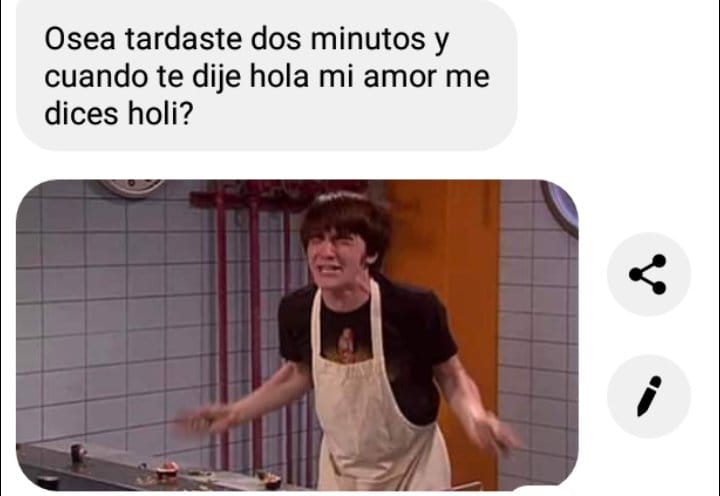 Osea tardaste dos minutos y
cuando te dije hola mi amor me
dices holi?